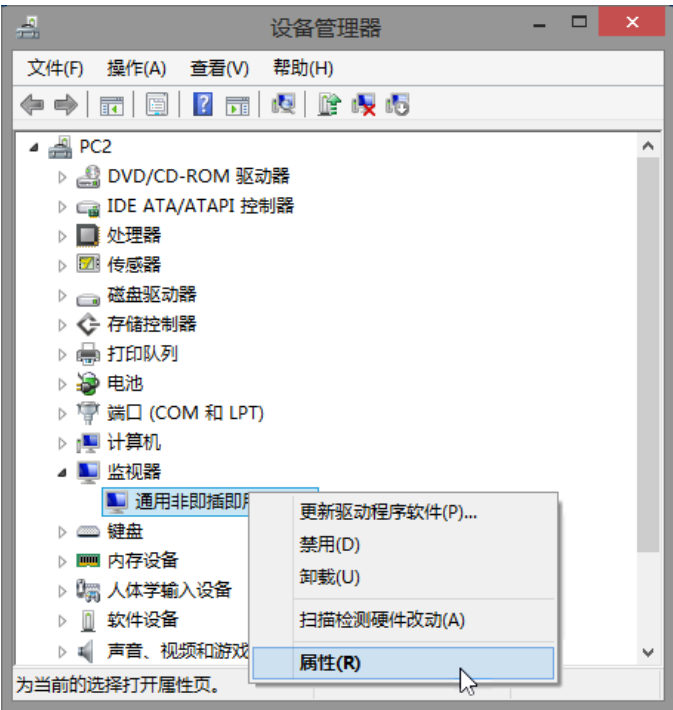 设备管理器
文件(F) 操作(A) 查看(V) 帮助(H)
PC2
DVD/CD-ROM 驱动器
IDE ATA/ATAPI 控制器
处理器
传感器
磁盘驱动器
存储控制器
打印队列
电池
端口 (COM 和 LPT)
计算机
监视器
通用非即插即
更新驱动程序软件(P)...
禁用(D)
卸载(U)
扫描检测硬件改动(A)
属性(R)
键盘
内存设备
人体学输入设备
软件设备
声音、视频和游戏
为当前的选择打开属性页。